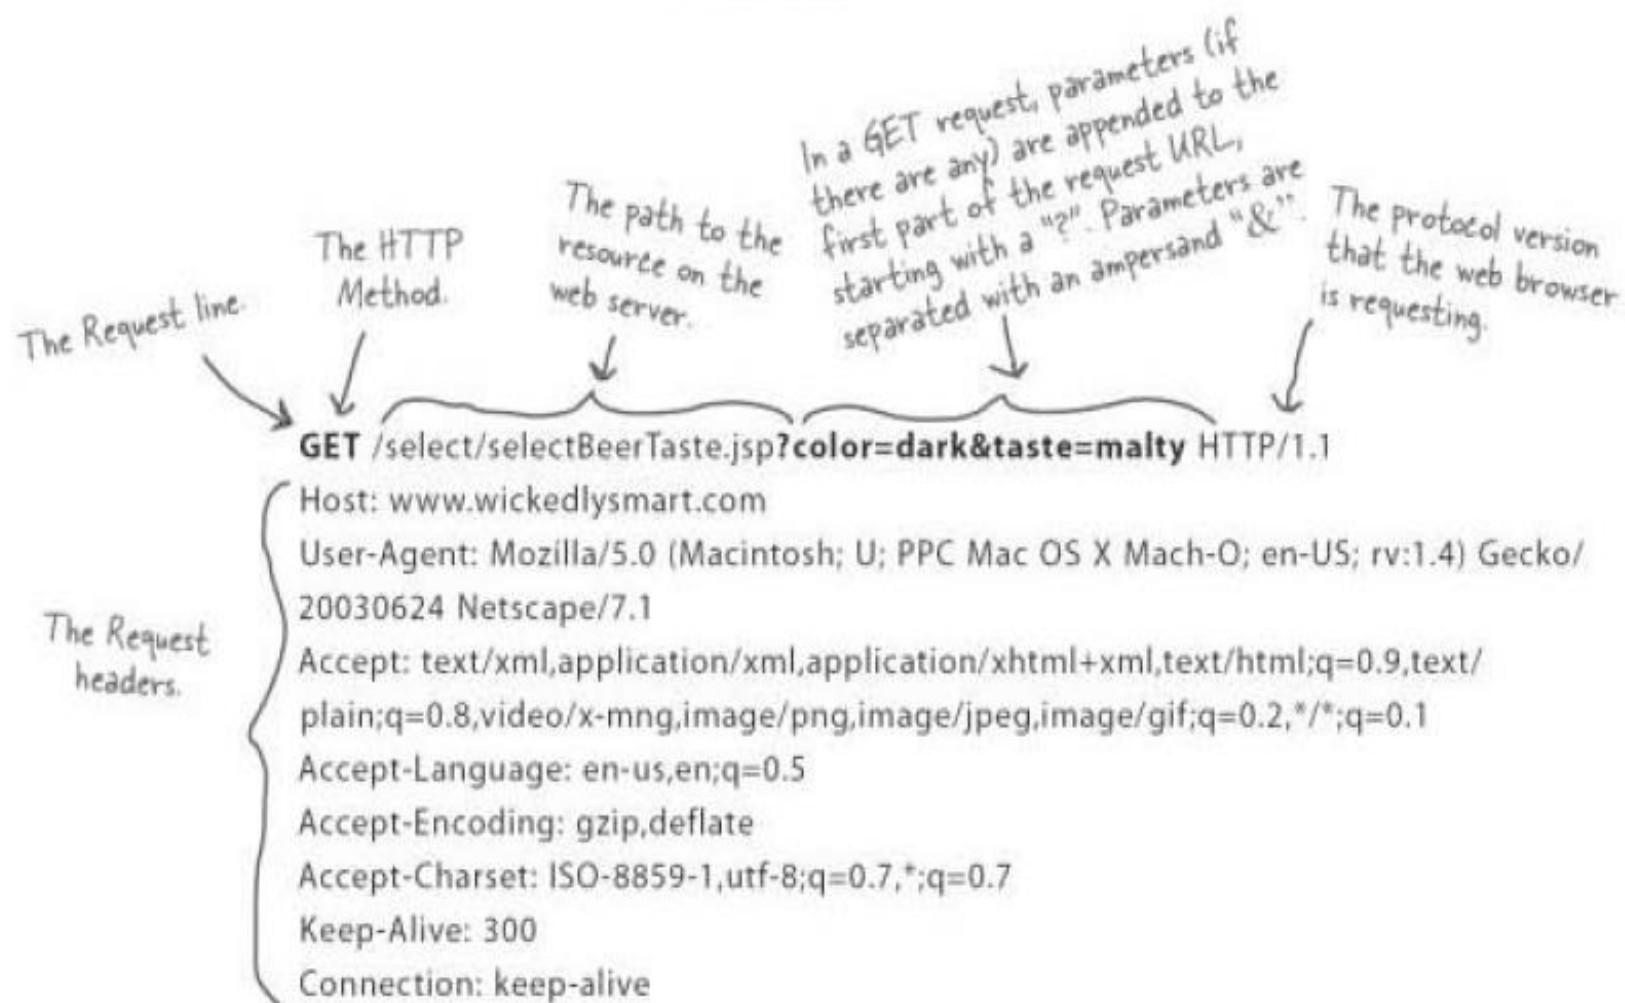 The Request line.
The HTTP
Method.
The path to the
resource on the
web server.
In a GET request, parameters (if
there are any) are appended to the
first part of the request URL,
starting with a "?". Parameters are
separated with an ampersand "&".
The protocol version
that the web browser
is requesting.
GET /select/selectBeerTaste.jsp?color=dark&taste=malty HTTP/1.1
The Request
headers.
Host: www.wickedlysmart.com
User-Agent: Mozilla/5.0 (Macintosh; U; PPC Mac OS X Mach-O; en-US; rv:1.4) Gecko/
20030624 Netscape/7.1
Accept: text/xml,application/xml,application/xhtml+xml,text/html;q=0.9,text/
plain;q=0.8,video/x-mng,image/png,image/jpeg,image/gif;q=0.2,*/*;q=0.1
Accept-Language: en-us,en;q=0.5
Accept-Encoding: gzip,deflate
Accept-Charset: ISO-8859-1,utf-8;q=0.7,*;q=0.7
Keep-Alive: 300
Connection: keep-alive